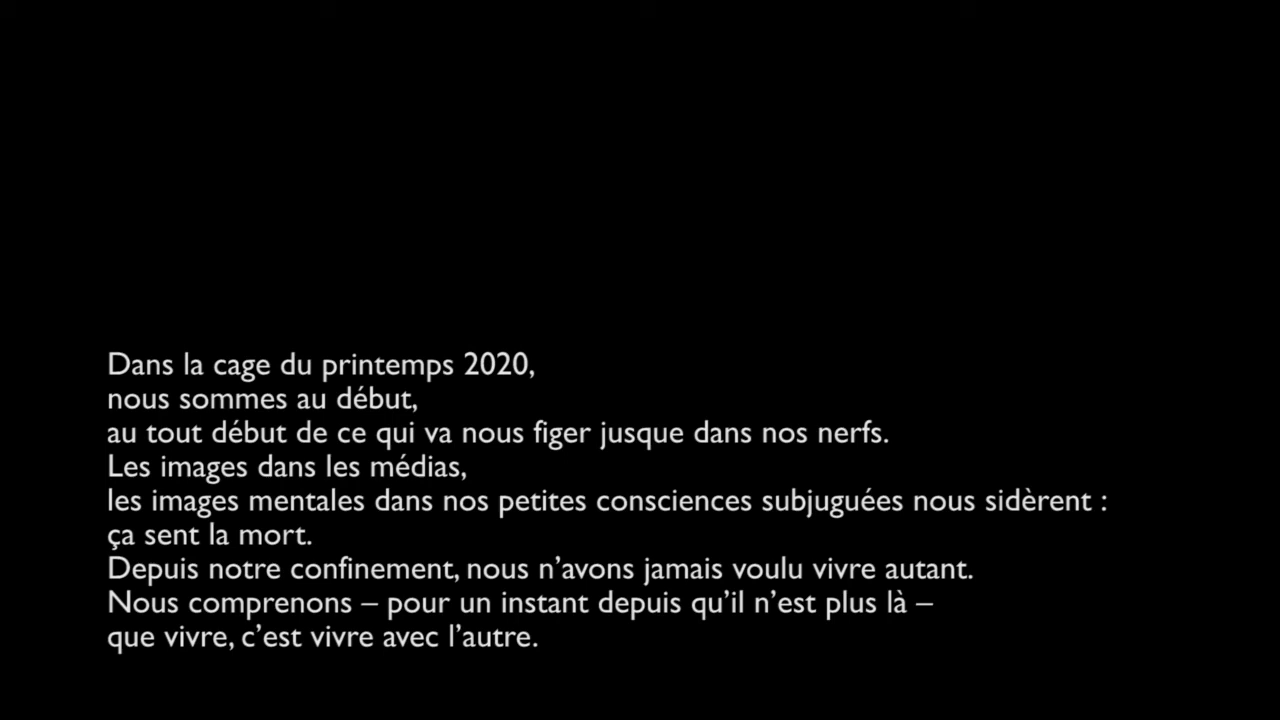 Dans la cage du printemps 2020,
nous sommes au début,
au tout début de ce qui va nous figer jusque dans nos nerfs.
Les images dans les médias,
les images mentales dans nos petites consciences subjuguées nous sidèrent :
ça sent la mort.
Depuis notre confinement, nous n’avons jamais voulu vivre autant.
Nous comprenons – pour un instant depuis qu’il n’est plus là –
que vivre, c’est vivre avec l’autre.